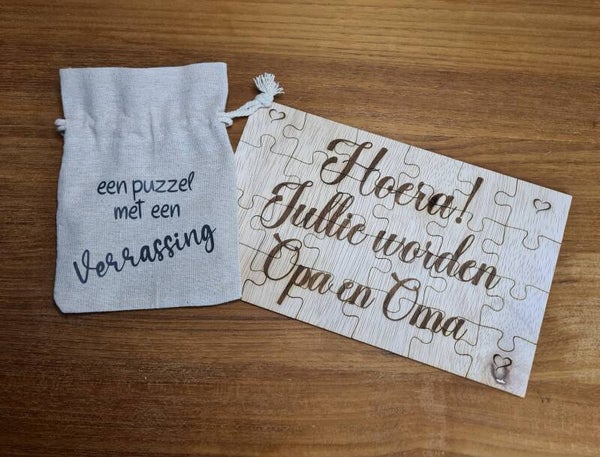 een puzzel
met een
Verrassing
Hoera!
Jullie worden
Opa en Oma